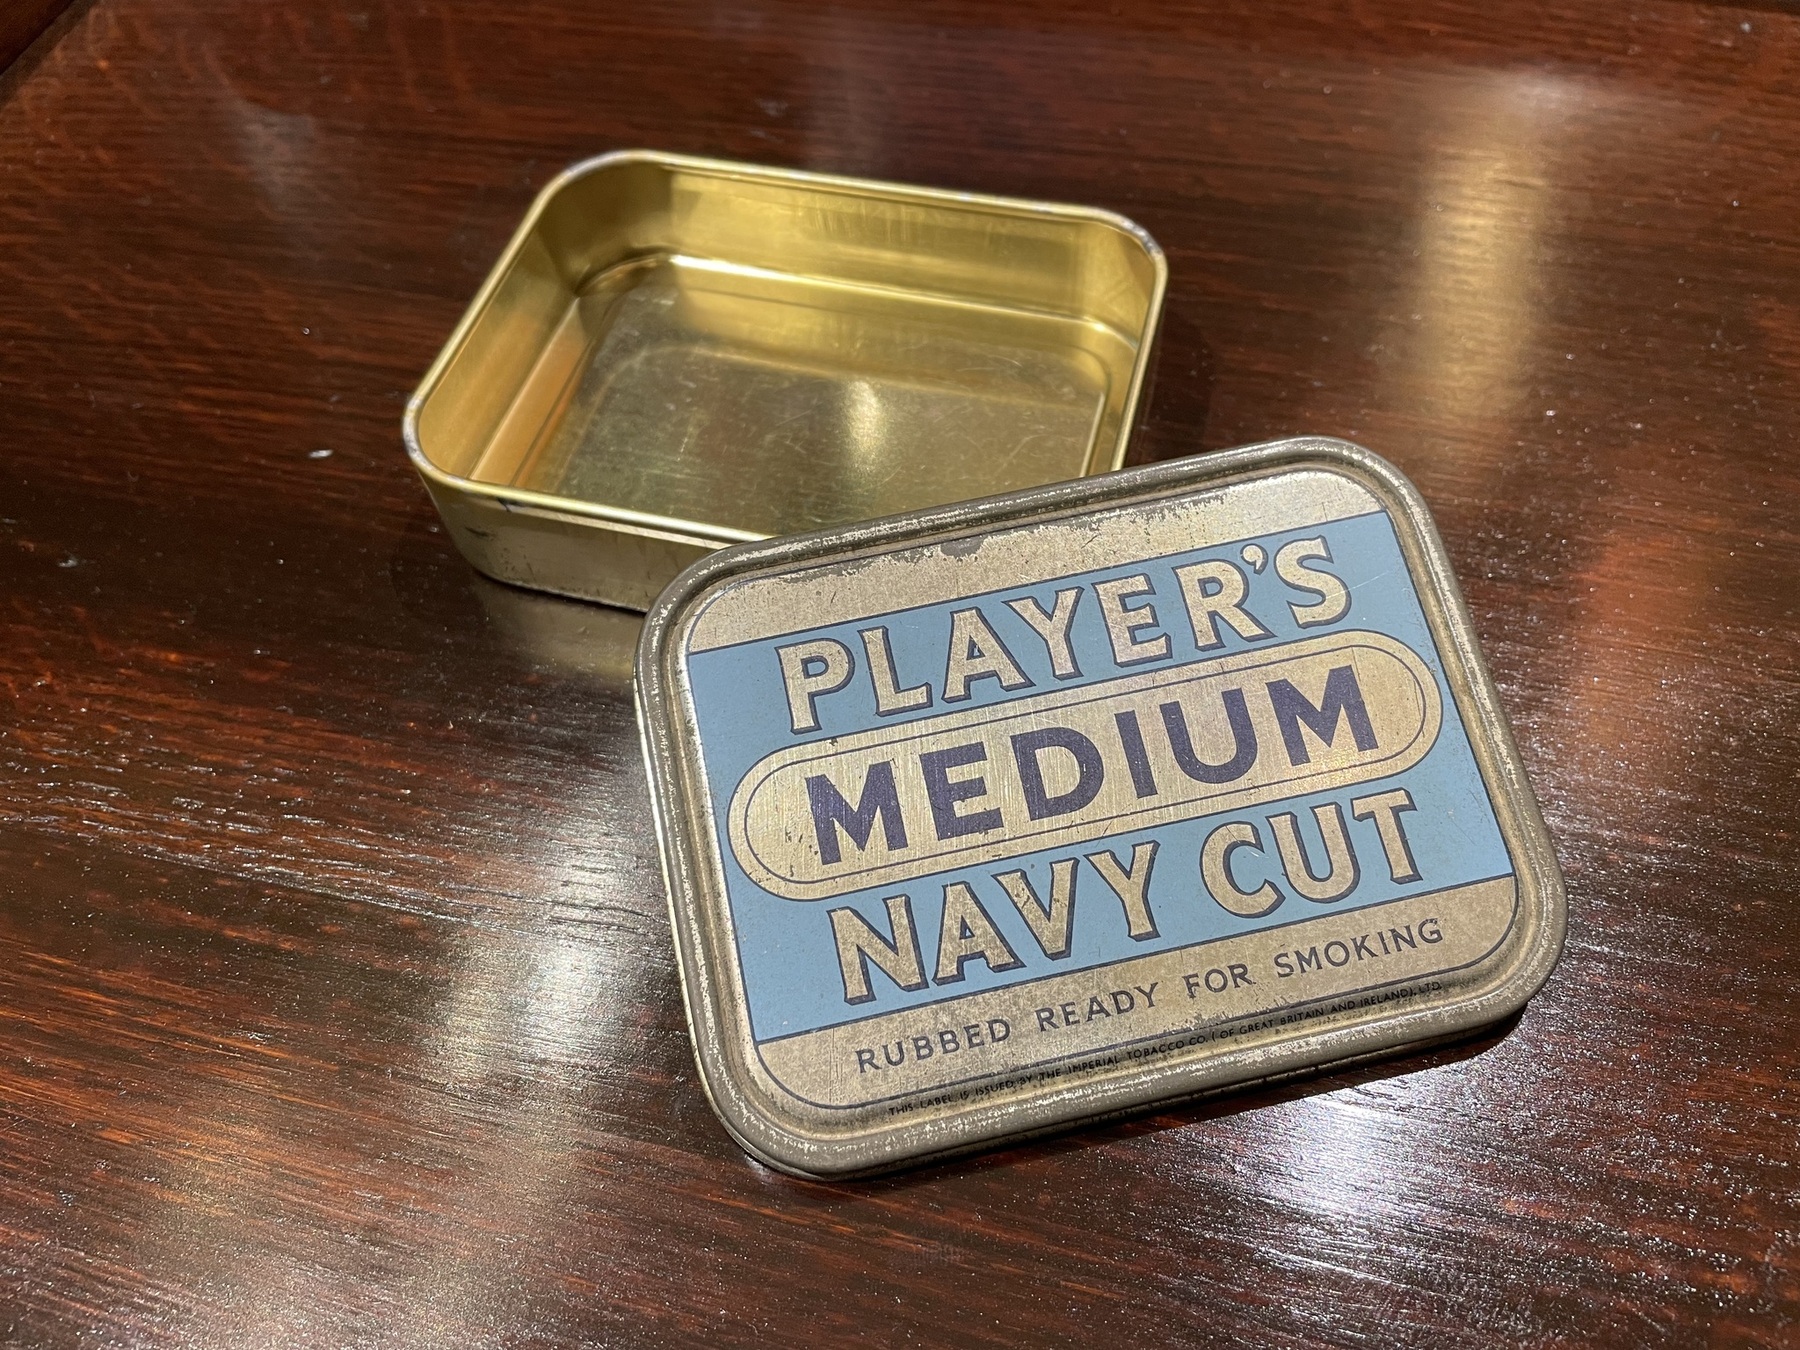 PLAYER'S
MEDIUM
NAVY CUT
RUBBED READY FOR SMOKING
THIS LABEL IS ISSUED BY THE IMPERIAL TOBACCO CO. (OF GREAT BRITAIN AND IRELAND), LTD.